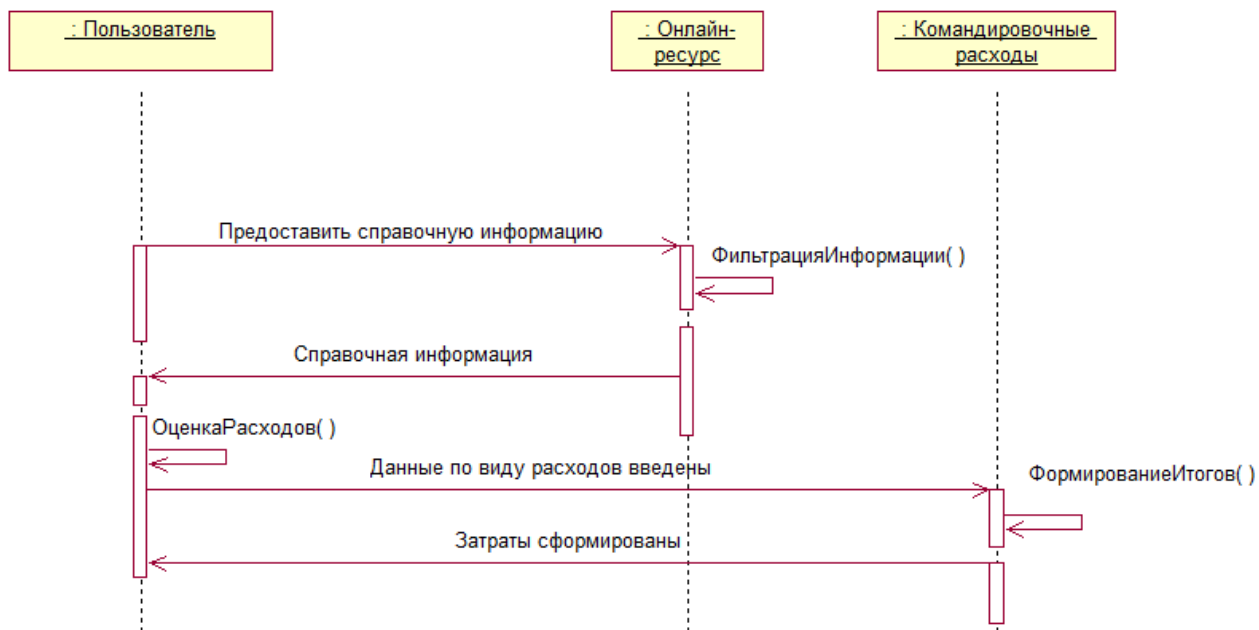 : Пользователь
: Онлайн-
ресурс
: Командировочные
расходы
Предоставить справочную информацию
ФильтрацияИнформации( )
Справочная информация
ОценкаРасходов( )
Данные по виду расходов введены
ФормированиеИтогов( )
Затраты сформированы